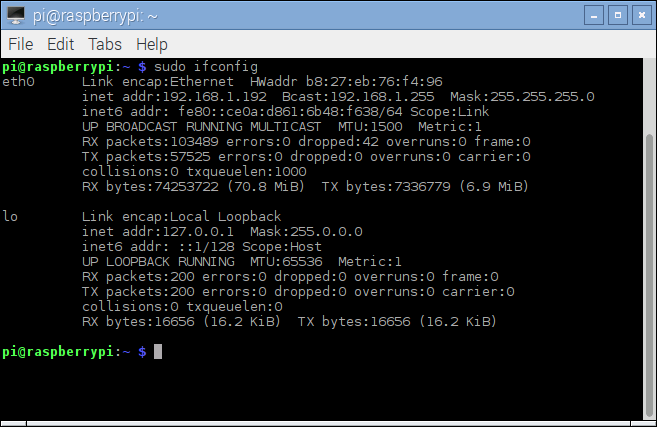 pi@raspberrypi: ~
File Edit Tabs Help
pi@raspberrypi:~ $ sudo ifconfig
eth0      Link encap:Ethernet  HWaddr b8:27:eb:76:f4:96
          inet addr:192.168.1.192  Bcast:192.168.1.255  Mask:255.255.255.0
          inet6 addr: fe80::ce0a:d861:6b48:f638/64 Scope:Link
          UP BROADCAST RUNNING MULTICAST  MTU:1500  Metric:1
          RX packets:103489 errors:0 dropped:42 overruns:0 frame:0
          TX packets:57525 errors:0 dropped:0 overruns:0 carrier:0
          collisions:0 txqueuelen:1000
          RX bytes:74253722 (70.8 MiB)  TX bytes:7336779 (6.9 MiB)
lo        Link encap:Local Loopback
          inet addr:127.0.0.1  Mask:255.0.0.0
          inet6 addr: ::1/128 Scope:Host
          UP LOOPBACK RUNNING  MTU:65536  Metric:1
          RX packets:200 errors:0 dropped:0 overruns:0 frame:0
          TX packets:200 errors:0 dropped:0 overruns:0 carrier:0
          collisions:0 txqueuelen:0
          RX bytes:16656 (16.2 KiB)  TX bytes:16656 (16.2 KiB)
pi@raspberrypi:~ $